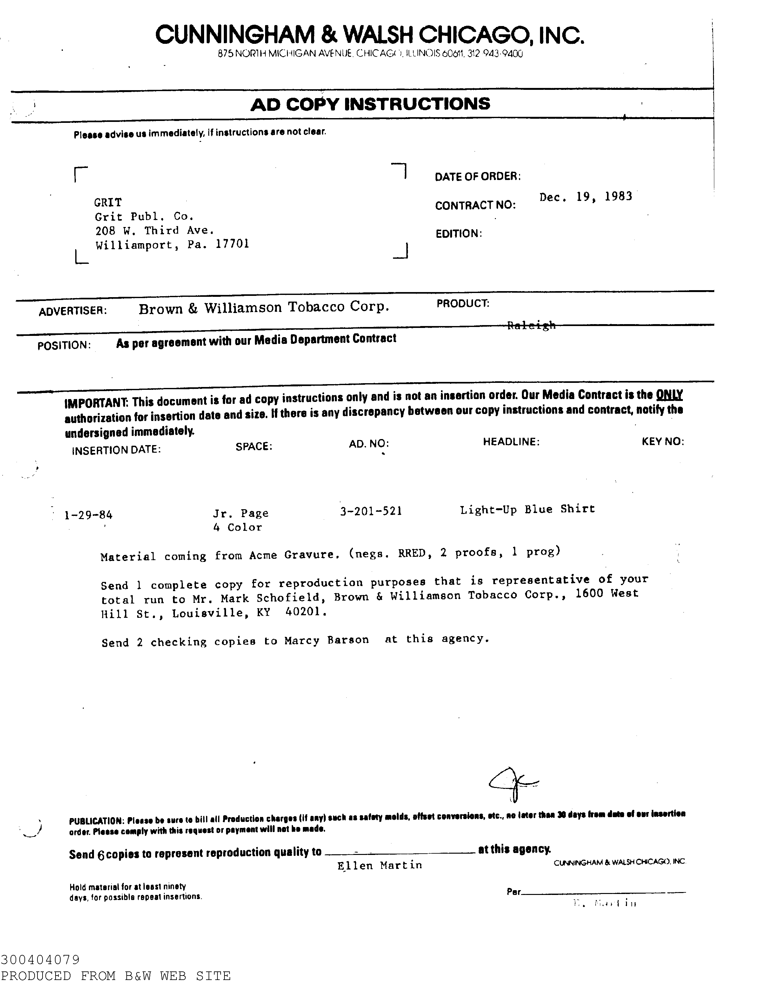 CUNNINGHAM & WALSH CHICAGO, INC.
875 NORTH MICHIGAN AVENUE, CHICAGO, ILLINOIS 60611, 312-943-9400
AD COPY INSTRUCTIONS
Please advise us immediately, if instructions are not clear.
GRIT
Grit Publ. Co.
208 W. Third Ave.
Williamport, Pa. 17701
DATE OF ORDER:
CONTRACT NO: Dec. 19, 1983
EDITION:
ADVERTISER: Brown & Williamson Tobacco Corp. PRODUCT:
Raleigh
POSITION: As per agreement with our Media Department Contract
IMPORTANT: This document is for ad copy instructions only and is not an insertion order. Our Media Contract is the ONLY
authorization for insertion date and size. If there is any discrepancy between our copy instructions and contract, notify the
undersigned immediately.
INSERTION DATE: SPACE: AD. NO: HEADLINE: KEY NO:
1-29-84 Jr. Page 3-201-521 Light-Up Blue Shirt
4 Color
Material coming from Acme Gravure. (negs. RRED, 2 proofs, 1 prog)
Send 1 complete copy for reproduction purposes that is representative of your
total run to Mr. Mark Schofield, Brown & Williamson Tobacco Corp., 1600 West
Hill St., Louisville, KY 40201.
Send 2 checking copies to Marcy Barson at this agency.
PUBLICATION: Please be sure to bill all Production charges (if any) such as safety molds, offset conversions, etc., no later than 30 days from date of our insertion
order. Please comply with this request or payment will not be made.
Send 6 copies to represent reproduction quality to at this agency.
Ellen Martin
CUNNINGHAM & WALSH CHICAGO, INC
Hold material for at least ninety
days, for possible repeat insertions.
Per
E. Martin
300404079
PRODUCED FROM B&W WEB SITE